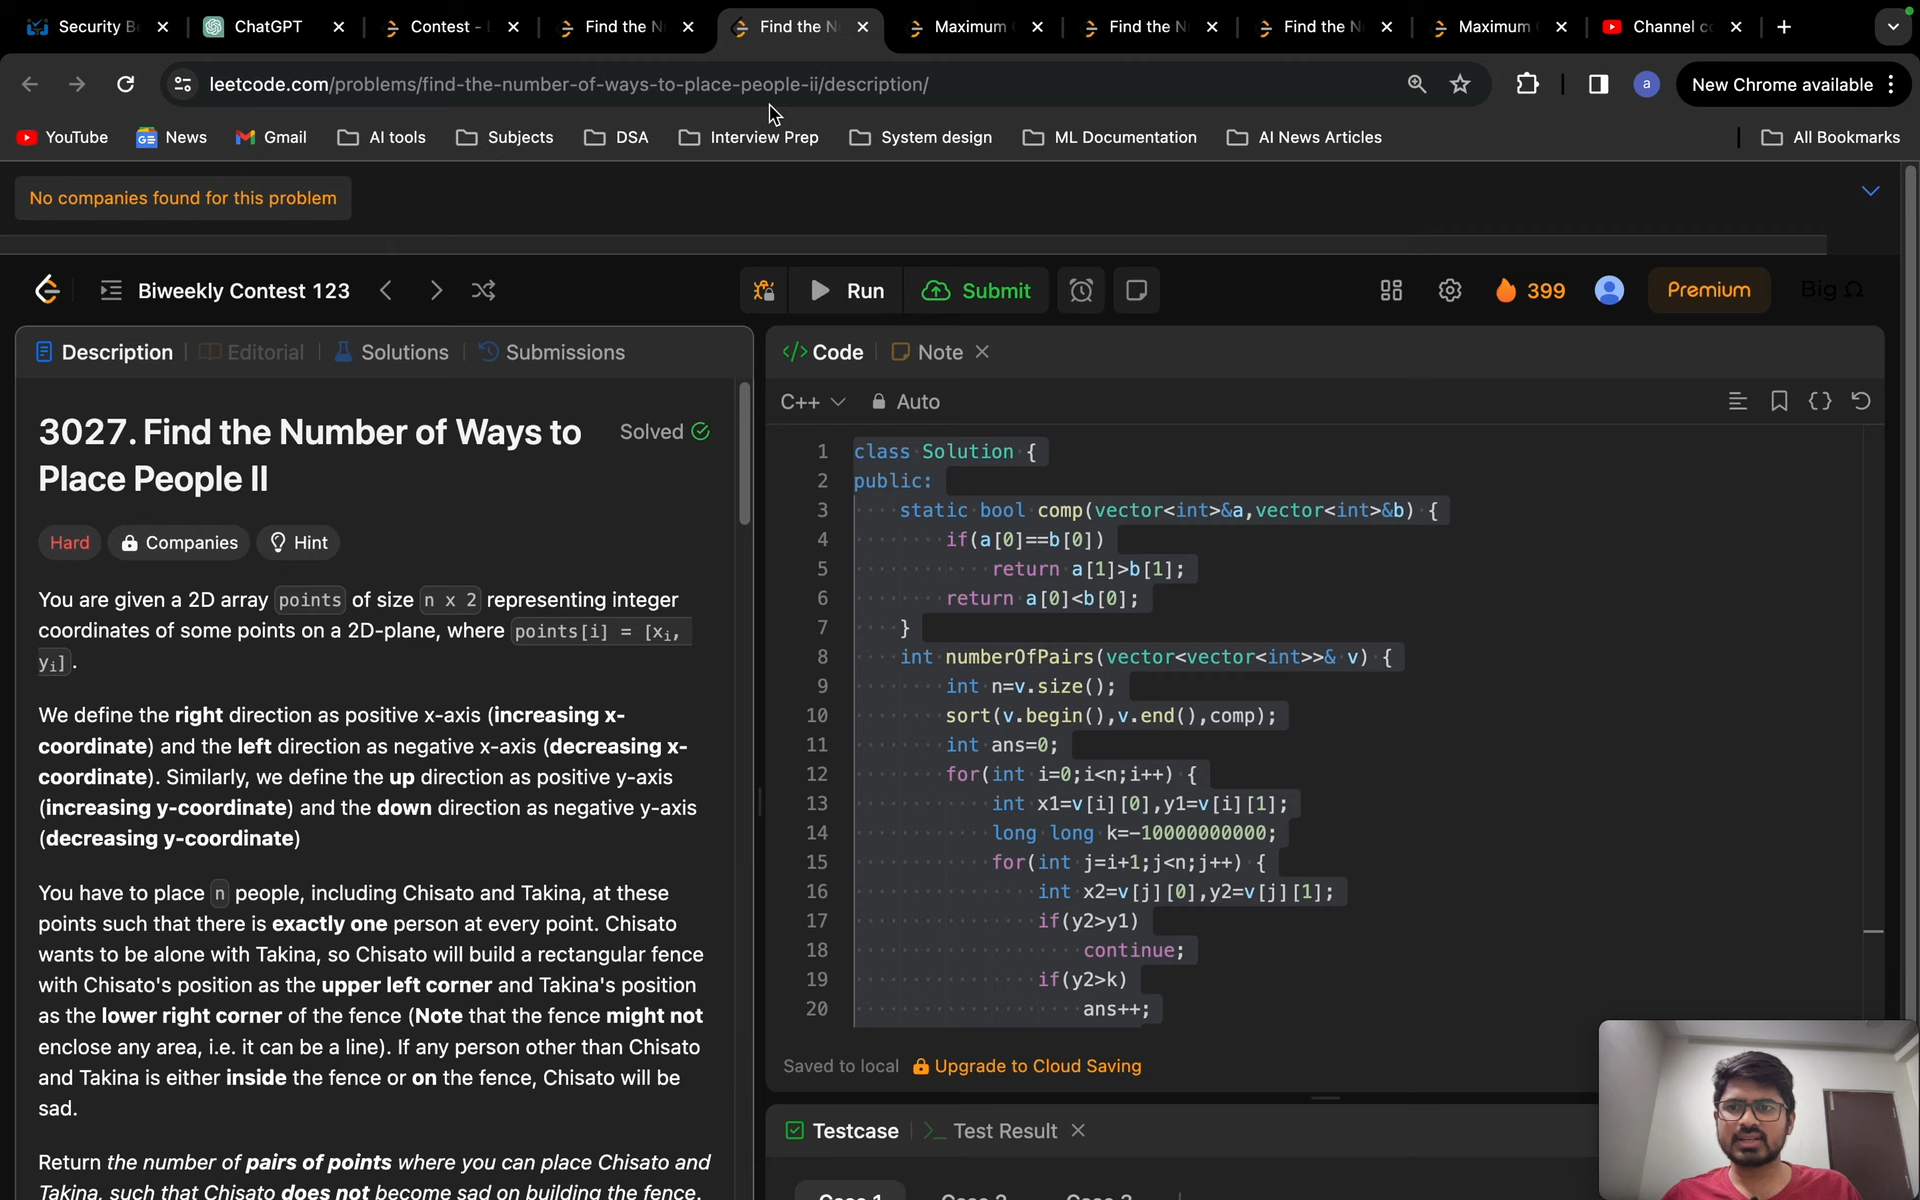 Security B
ChatGPT
Contest -
Find the N
Find the N
Maximum
Find the N
Find the N
Maximum
Channel c
leetcode.com/problems/find-the-number-of-ways-to-place-people-ii/description/
a
New Chrome available
YouTube
News
Gmail
AI tools
Subjects
DSA
Interview Prep
System design
ML Documentation
AI News Articles
All Bookmarks
No companies found for this problem
Biweekly Contest 123
Run
Submit
399
Premium
Big Ω
Description
Editorial
Solutions
Submissions
3027. Find the Number of Ways to
Place People II
Solved
Hard
Companies
Hint
You are given a 2D array points of size n x 2 representing integer
coordinates of some points on a 2D-plane, where points[i] = [xi,
yi].
We define the right direction as positive x-axis (increasing x-
coordinate) and the left direction as negative x-axis (decreasing x-
coordinate). Similarly, we define the up direction as positive y-axis
(increasing y-coordinate) and the down direction as negative y-axis
(decreasing y-coordinate)
You have to place n people, including Chisato and Takina, at these
points such that there is exactly one person at every point. Chisato
wants to be alone with Takina, so Chisato will build a rectangular fence
with Chisato's position as the upper left corner and Takina's position
as the lower right corner of the fence (Note that the fence might not
enclose any area, i.e. it can be a line). If any person other than Chisato
and Takina is either inside the fence or on the fence, Chisato will be
sad.
Return the number of pairs of points where you can place Chisato and
Takina, such that Chisato does not become sad on building the fence.
Code
Note
C++
Auto
1 class Solution {
2 public:
3 static bool comp(vector<int>&a,vector<int>&b) {
4 if(a[0]==b[0])
5 return a[1]>b[1];
6 return a[0]<b[0];
7 }
8 int numberOfPairs(vector<vector<int>>& v) {
9 int n=v.size();
10 sort(v.begin(),v.end(),comp);
11 int ans=0;
12 for(int i=0;i<n;i++) {
13 int x1=v[i][0],y1=v[i][1];
14 long long k=-10000000000;
15 for(int j=i+1;j<n;j++) {
16 int x2=v[j][0],y2=v[j][1];
17 if(y2>y1)
18 continue;
19 if(y2>k)
20 ans++;
Saved to local
Upgrade to Cloud Saving
Testcase
Test Result
Case 1
Case 2
Case 3